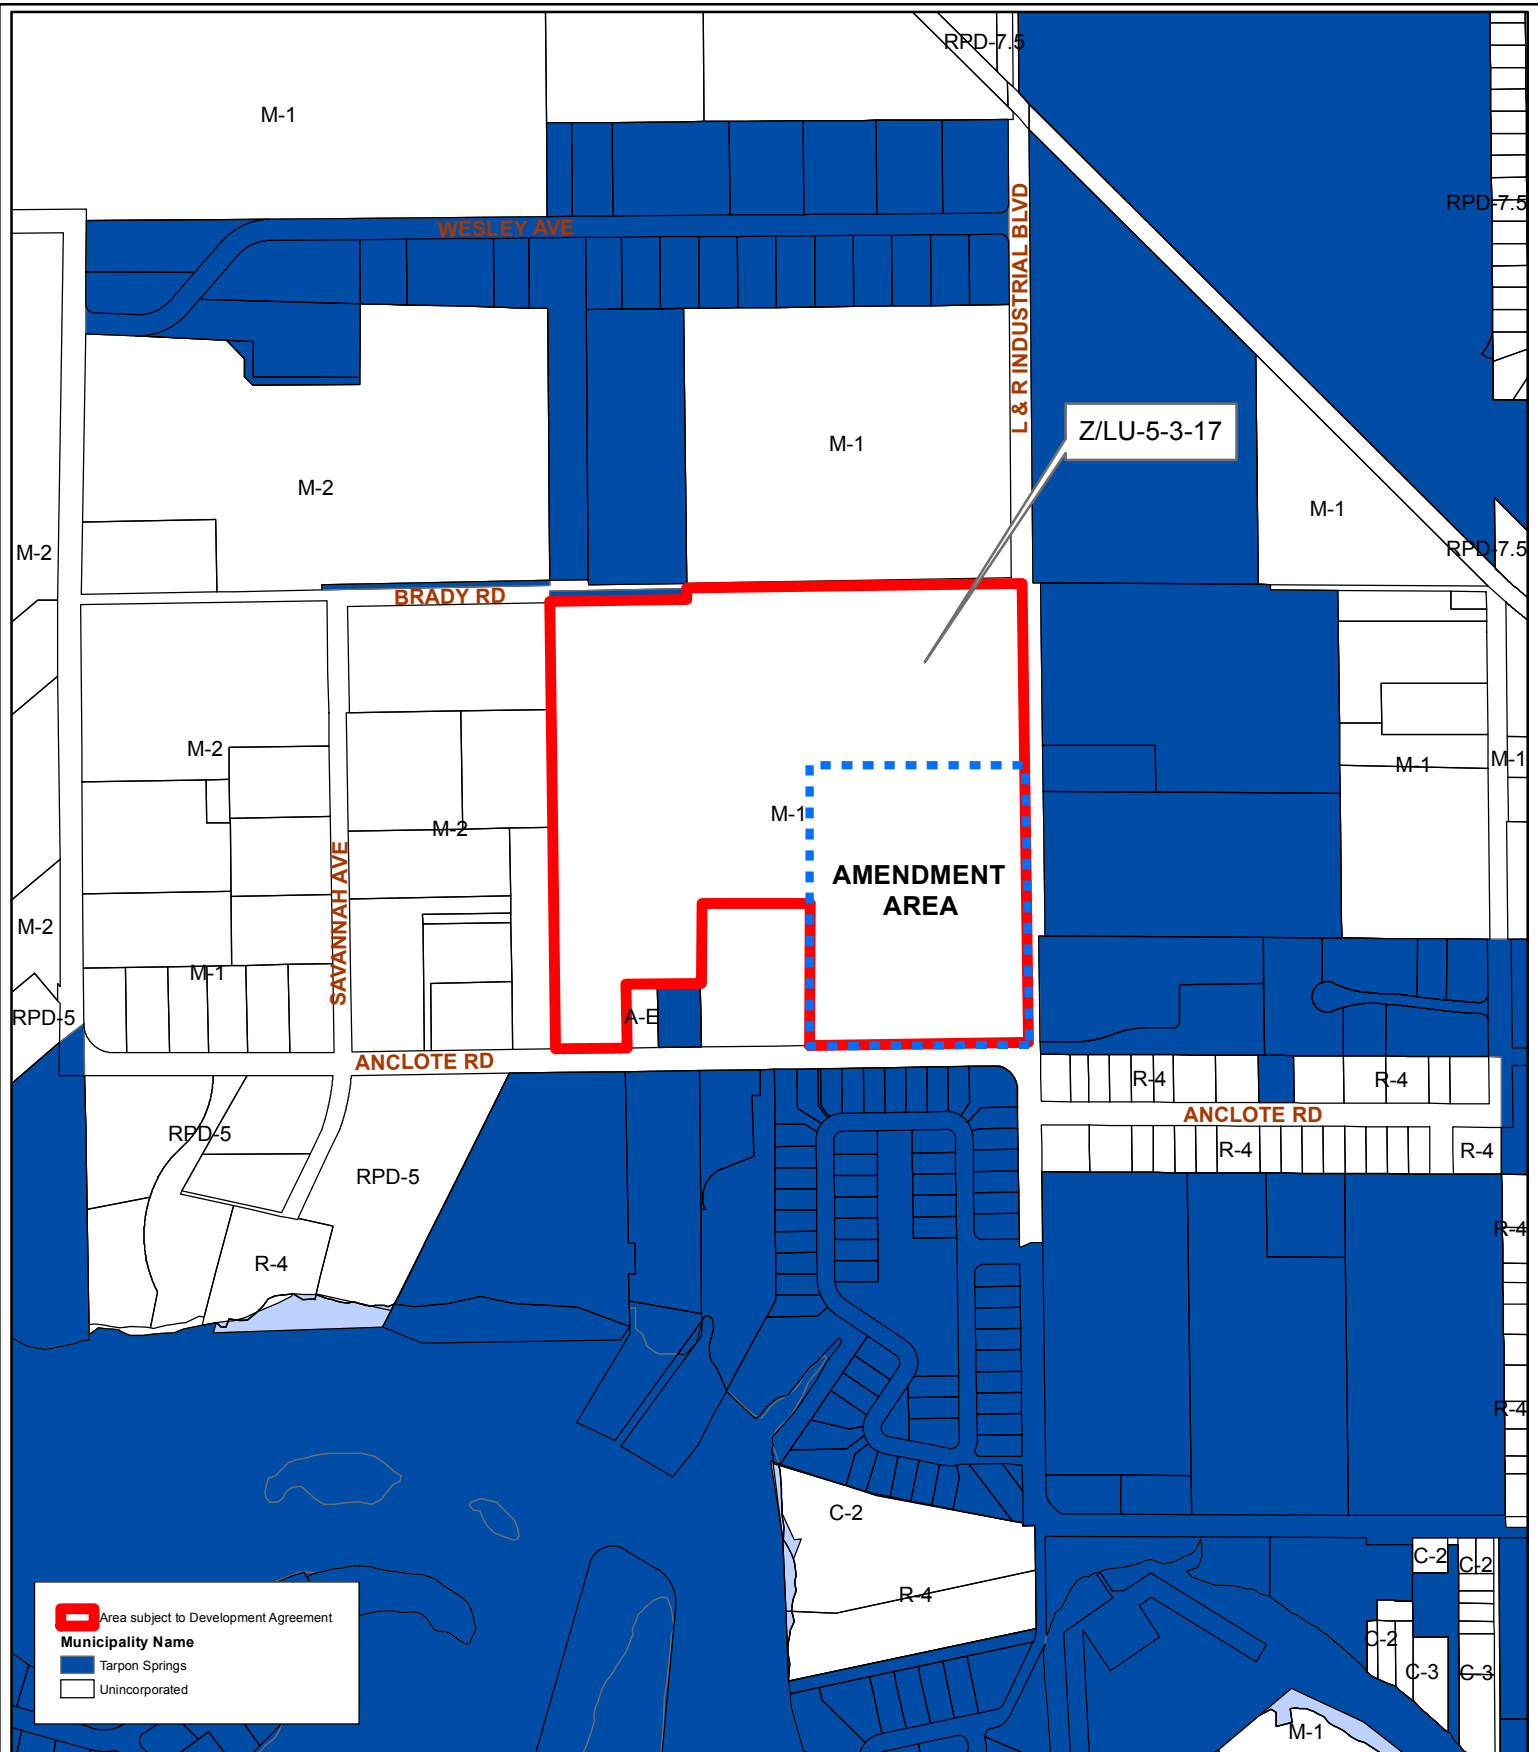 RPD-7.5
M-1
RPD-7.5
WESLEY AVE
L & R INDUSTRIAL BLVD
Z/LU-5-3-17
M-1
M-2
M-1
M-2
RPD-7.5
BRADY RD
M-2
M-1
M-1
M-1
M-2
SAVANNAH AVE
AMENDMENT
AREA
M-2
M-1
RPD-5
A-E
ANCLOTE RD
R-4
R-4
ANCLOTE RD
RPD-5
R-4
R-4
RPD-5
R-4
R-4
R-4
C-2
C-2
C-2
R-4
C-2
C-3
C-3
M-1
Area subject to Development Agreement
Municipality Name
Tarpon Springs
Unincorporated